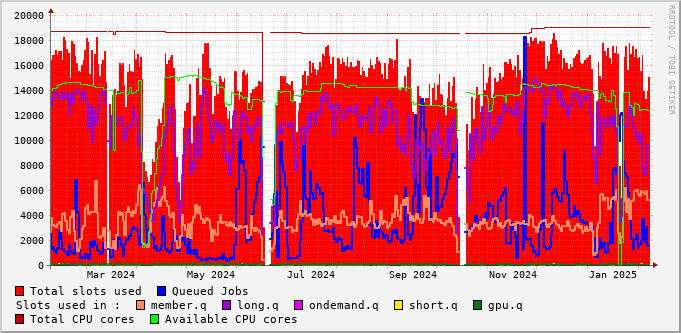 20000
18000
16000
14000
12000
10000
8000
6000
4000
2000
0
Mar 2024 May 2024 Jul 2024 Sep 2024 Nov 2024 Jan 2025
RRDTOOL / TOBI OETIKER
Total slots used Queued Jobs
Slots used in : member.q long.q ondemand.q short.q gpu.q
Total CPU cores Available CPU cores